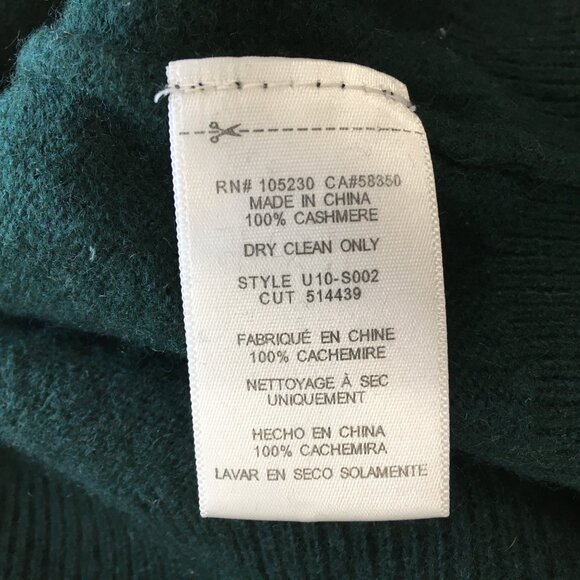 RN# 105230 CA#58350
MADE IN CHINA
100% CASHMERE
DRY CLEAN ONLY
STYLE U10-S002
CUT 514439
FABRIQUÉ EN CHINE
100% CACHEMIRE
NETTOYAGE À SEC
UNIQUEMENT
HECHO EN CHINA
100% CACHEMIRA
LAVAR EN SECO SOLAMENTE